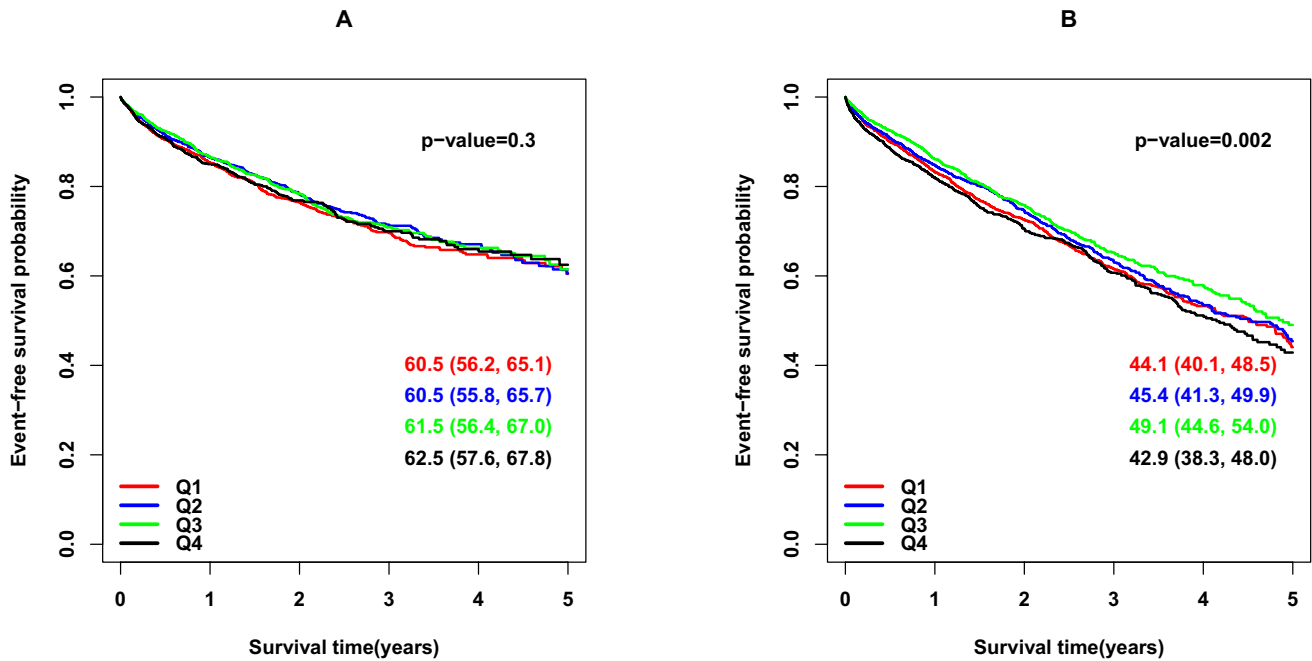 A
Event−free survival probability
1.0
0.8
0.6
0.4
0.2
0.0
p−value=0.3
60.5 (56.2, 65.1)
60.5 (55.8, 65.7)
61.5 (56.4, 67.0)
62.5 (57.6, 67.8)
Q1
Q2
Q3
Q4
0 1 2 3 4 5
Survival time(years)
B
Event−free survival probability
1.0
0.8
0.6
0.4
0.2
0.0
p−value=0.002
44.1 (40.1, 48.5)
45.4 (41.3, 49.9)
49.1 (44.6, 54.0)
42.9 (38.3, 48.0)
Q1
Q2
Q3
Q4
0 1 2 3 4 5
Survival time(years)